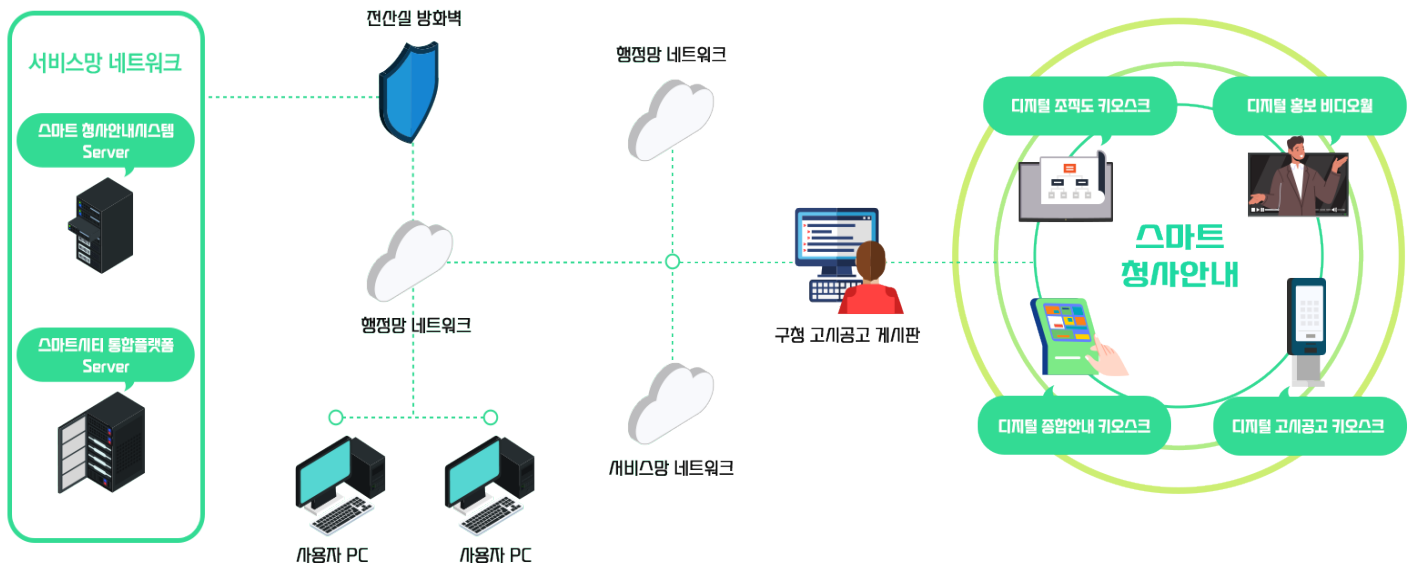 서비스망 네트워크
스마트 청사안내시스템
Server
스마트시티 통합플랫폼
Server
전산실 방화벽
행정망 네트워크
사용자 PC
사용자 PC
행정망 네트워크
서비스망 네트워크
구청 고시공고 게시판
디지털 조직도 키오스크
디지털 홍보 비디오월
스마트
청사안내
디지털 종합안내 키오스크
디지털 고시공고 키오스크